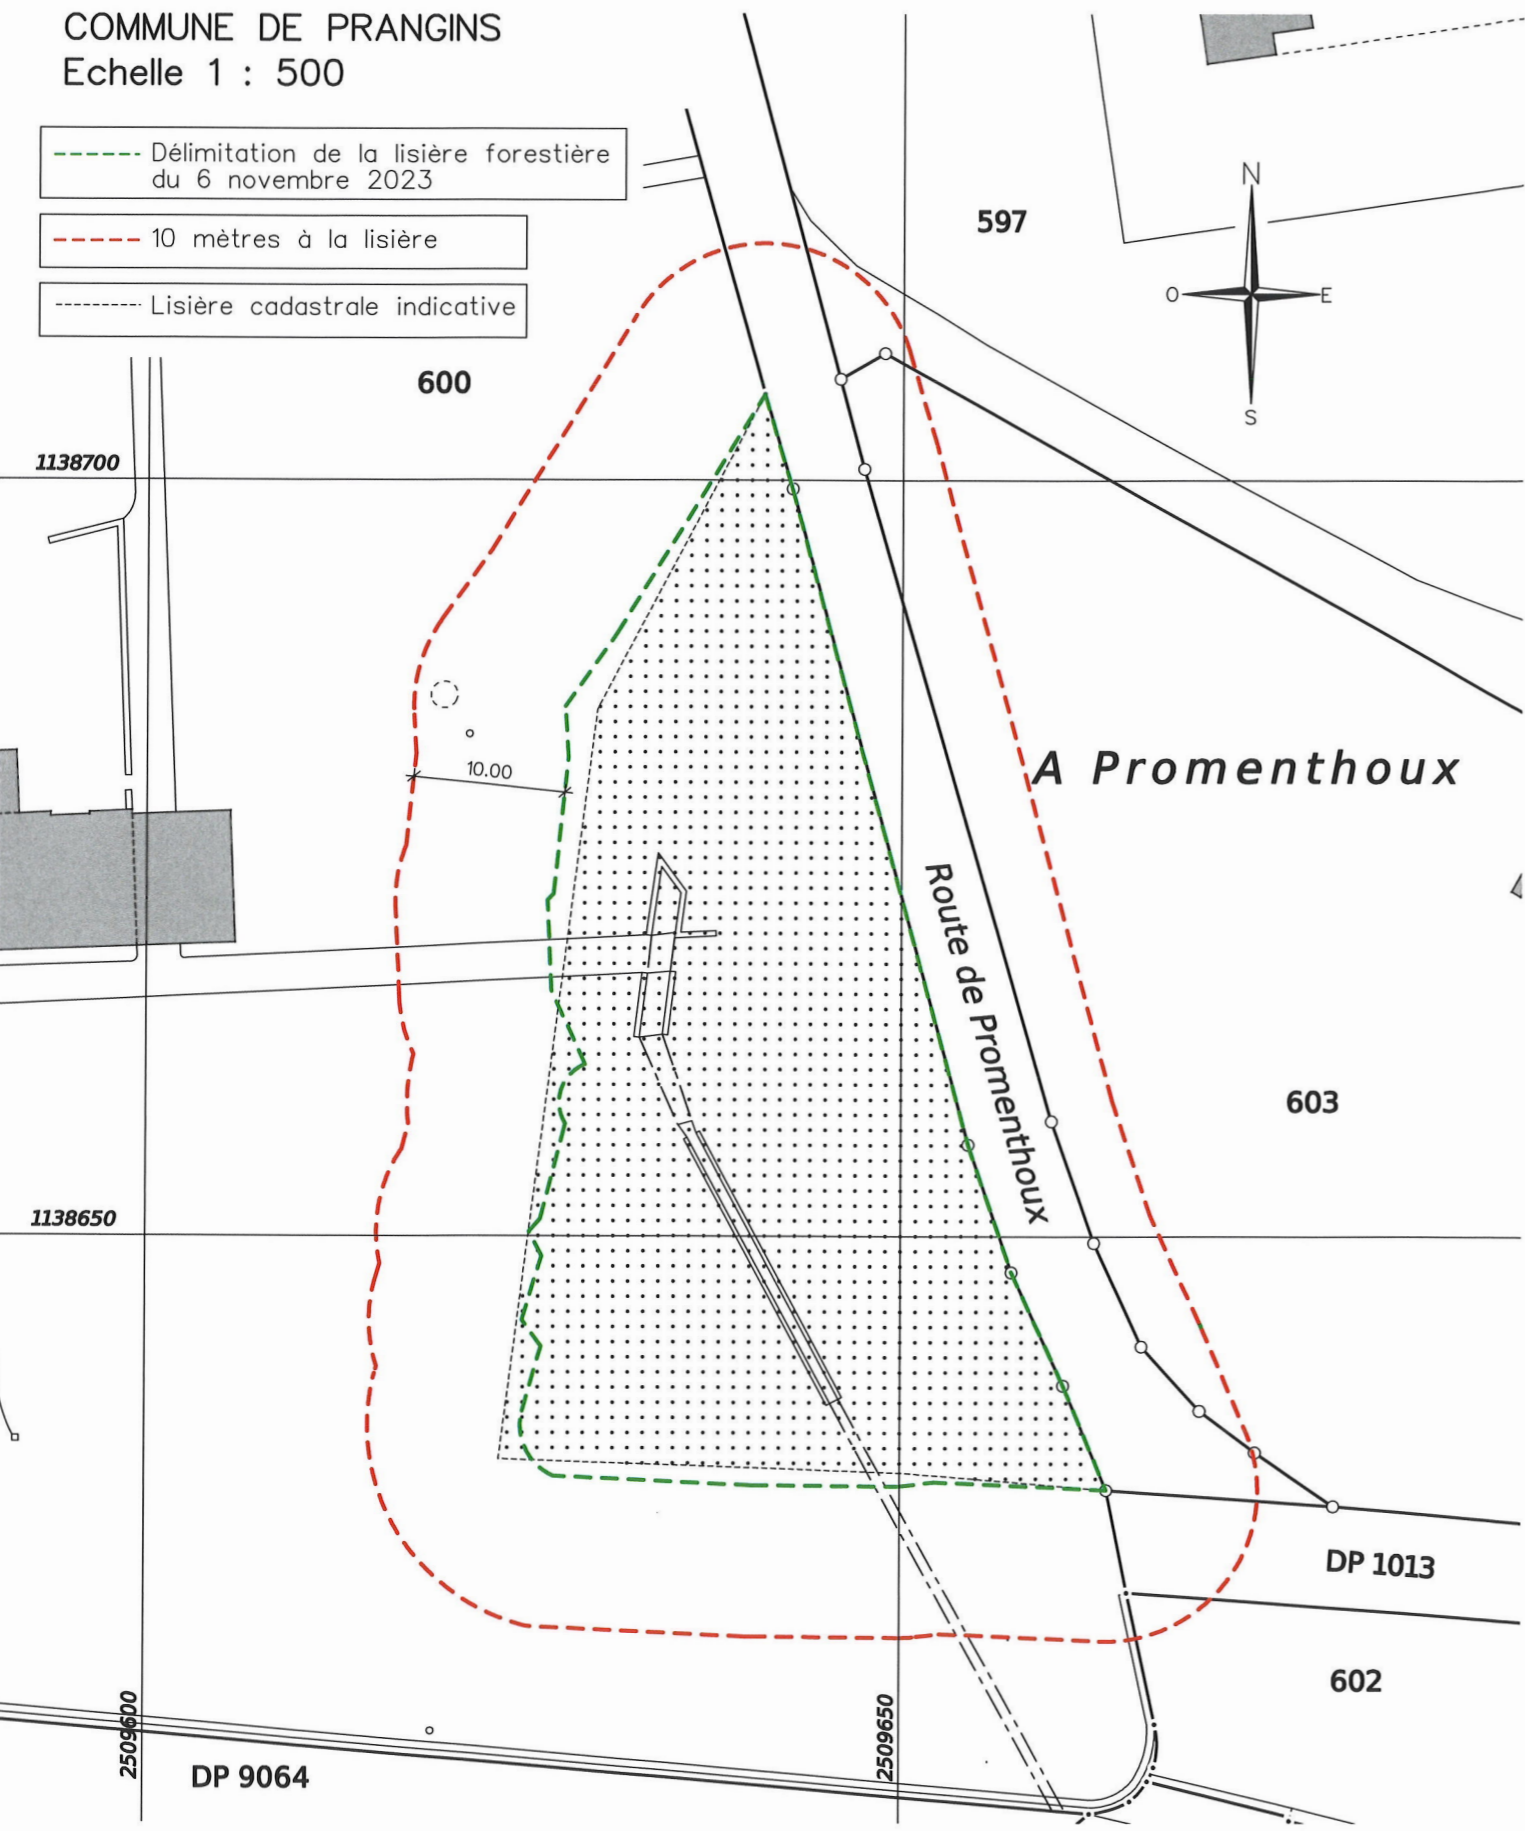 COMMUNE DE PRANGINS
Echelle 1 : 500
Délimitation de la lisière forestière
du 6 novembre 2023
10 mètres à la lisière
Lisière cadastrale indicative
597
N
O
E
S
600
1138700
10.00
A Promenthoux
Route de Promenthoux
603
1138650
DP 1013
602
2509600
2509650
DP 9064